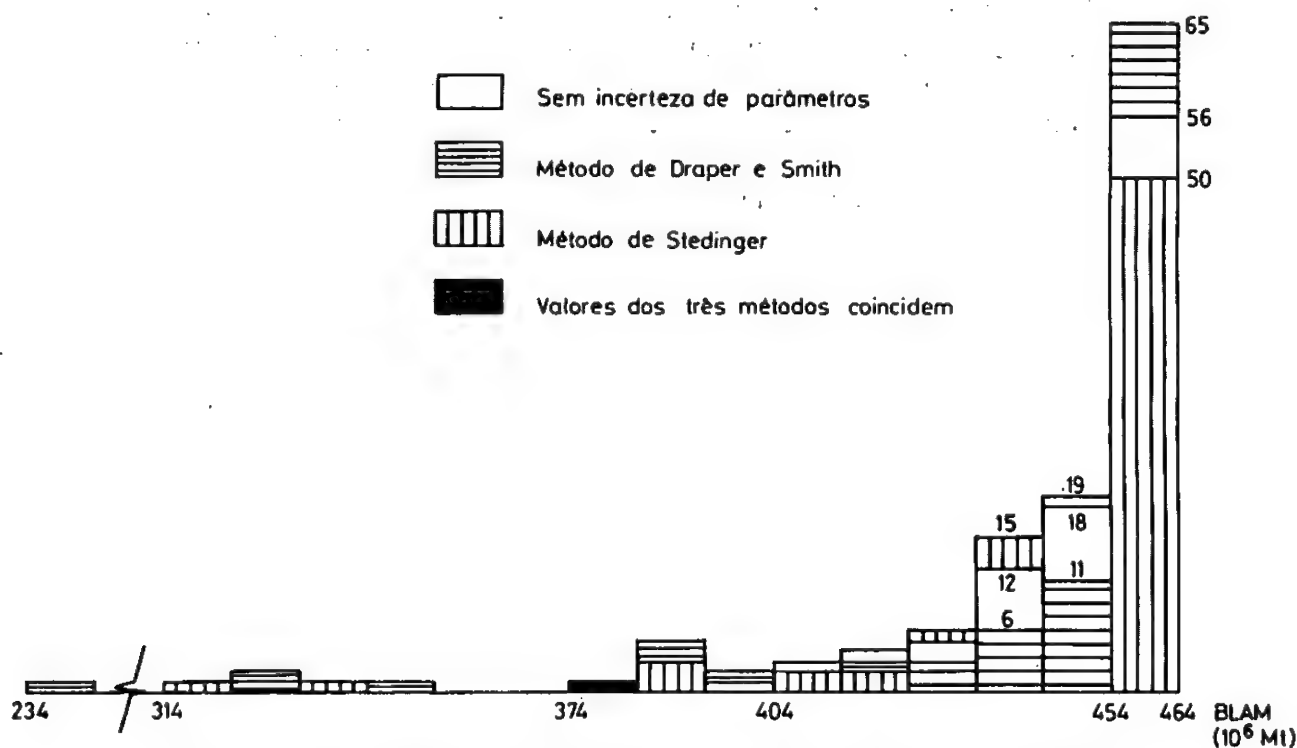 65
Sem incerteza de parâmetros
56
Método de Draper e Smith
50
Método de Stedinger
Valores dos três métodos coincidem
19
15
18
12
11
6
234
314
374
404
454
464
BLAM
(10⁶ Mt)